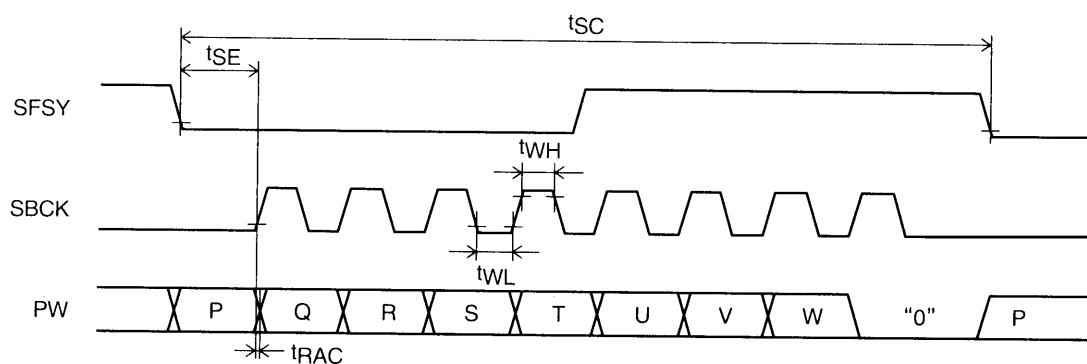 tSC
tSE
SFSY
tWH
SBCK
tWL
PW P Q R S T U V W "0" P
tRAC